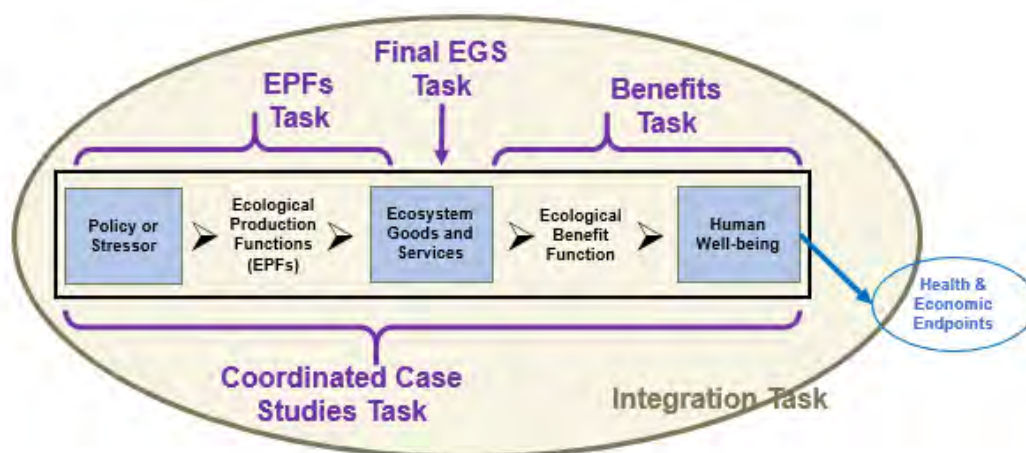 Final EGS
Task
EPFs
Task
Benefits
Task
Policy or
Stressor
Ecological
Production
Functions
(EPFs)
Ecosystem
Goods and
Services
Ecological
Benefit
Function
Human
Well-being
Health &
Economic
Endpoints
Coordinated Case
Studies Task
Integration Task